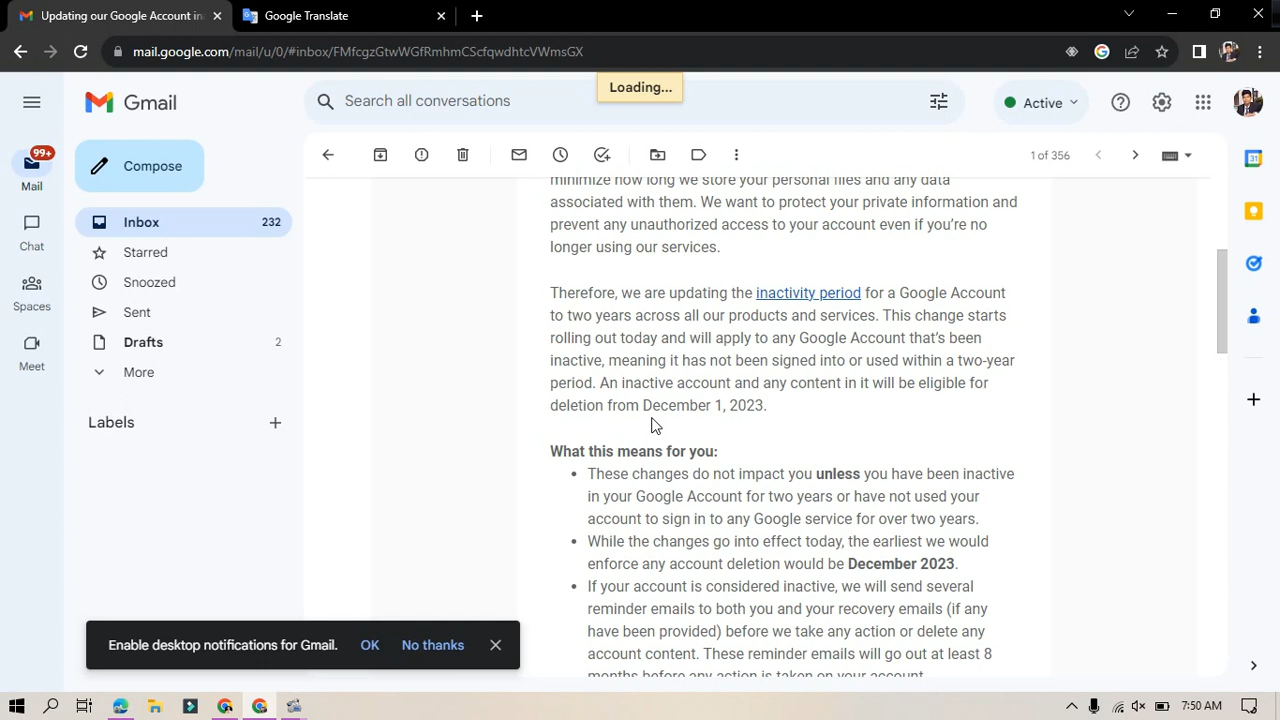 Updating our Google Account in
Google Translate
mail.google.com/mail/u/0/#inbox/FMfcgzGtwWGfRmhmCScfqwdhtcVWmsGX
Loading...
Gmail
Search all conversations
Active
99+
Mail
Chat
Spaces
Meet
Compose
Inbox 232
Starred
Snoozed
Sent
Drafts 2
More
Labels
1 of 356
31
minimize how long we store your personal files and any data
associated with them. We want to protect your private information and
prevent any unauthorized access to your account even if you’re no
longer using our services.
Therefore, we are updating the inactivity period for a Google Account
to two years across all our products and services. This change starts
rolling out today and will apply to any Google Account that’s been
inactive, meaning it has not been signed into or used within a two-year
period. An inactive account and any content in it will be eligible for
deletion from December 1, 2023.
What this means for you:
• These changes do not impact you unless you have been inactive
in your Google Account for two years or have not used your
account to sign in to any Google service for over two years.
• While the changes go into effect today, the earliest we would
enforce any account deletion would be December 2023.
• If your account is considered inactive, we will send several
reminder emails to both you and your recovery emails (if any
have been provided) before we take any action or delete any
account content. These reminder emails will go out at least 8
months before any action is taken on your account.
Enable desktop notifications for Gmail. OK No thanks
7:50 AM